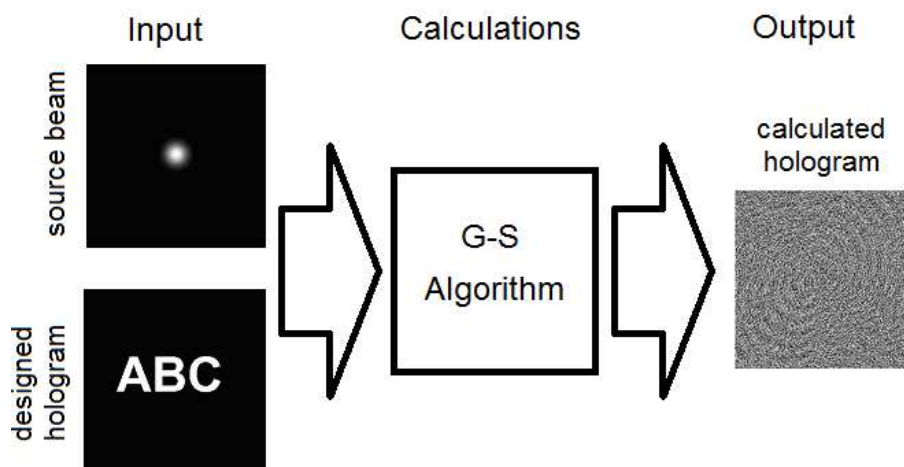 Input
Calculations
Output
source beam
designed
hologram
ABC
G-S
Algorithm
calculated
hologram